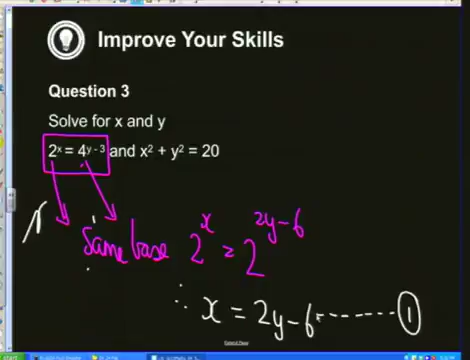 Improve Your Skills
Question 3
Solve for x and y
2ˣ = 4ʸ⁻³ and x² + y² = 20
Same base 2ˣ = 2²ʸ⁻⁶
∴ x = 2y-6 ------- ①
start